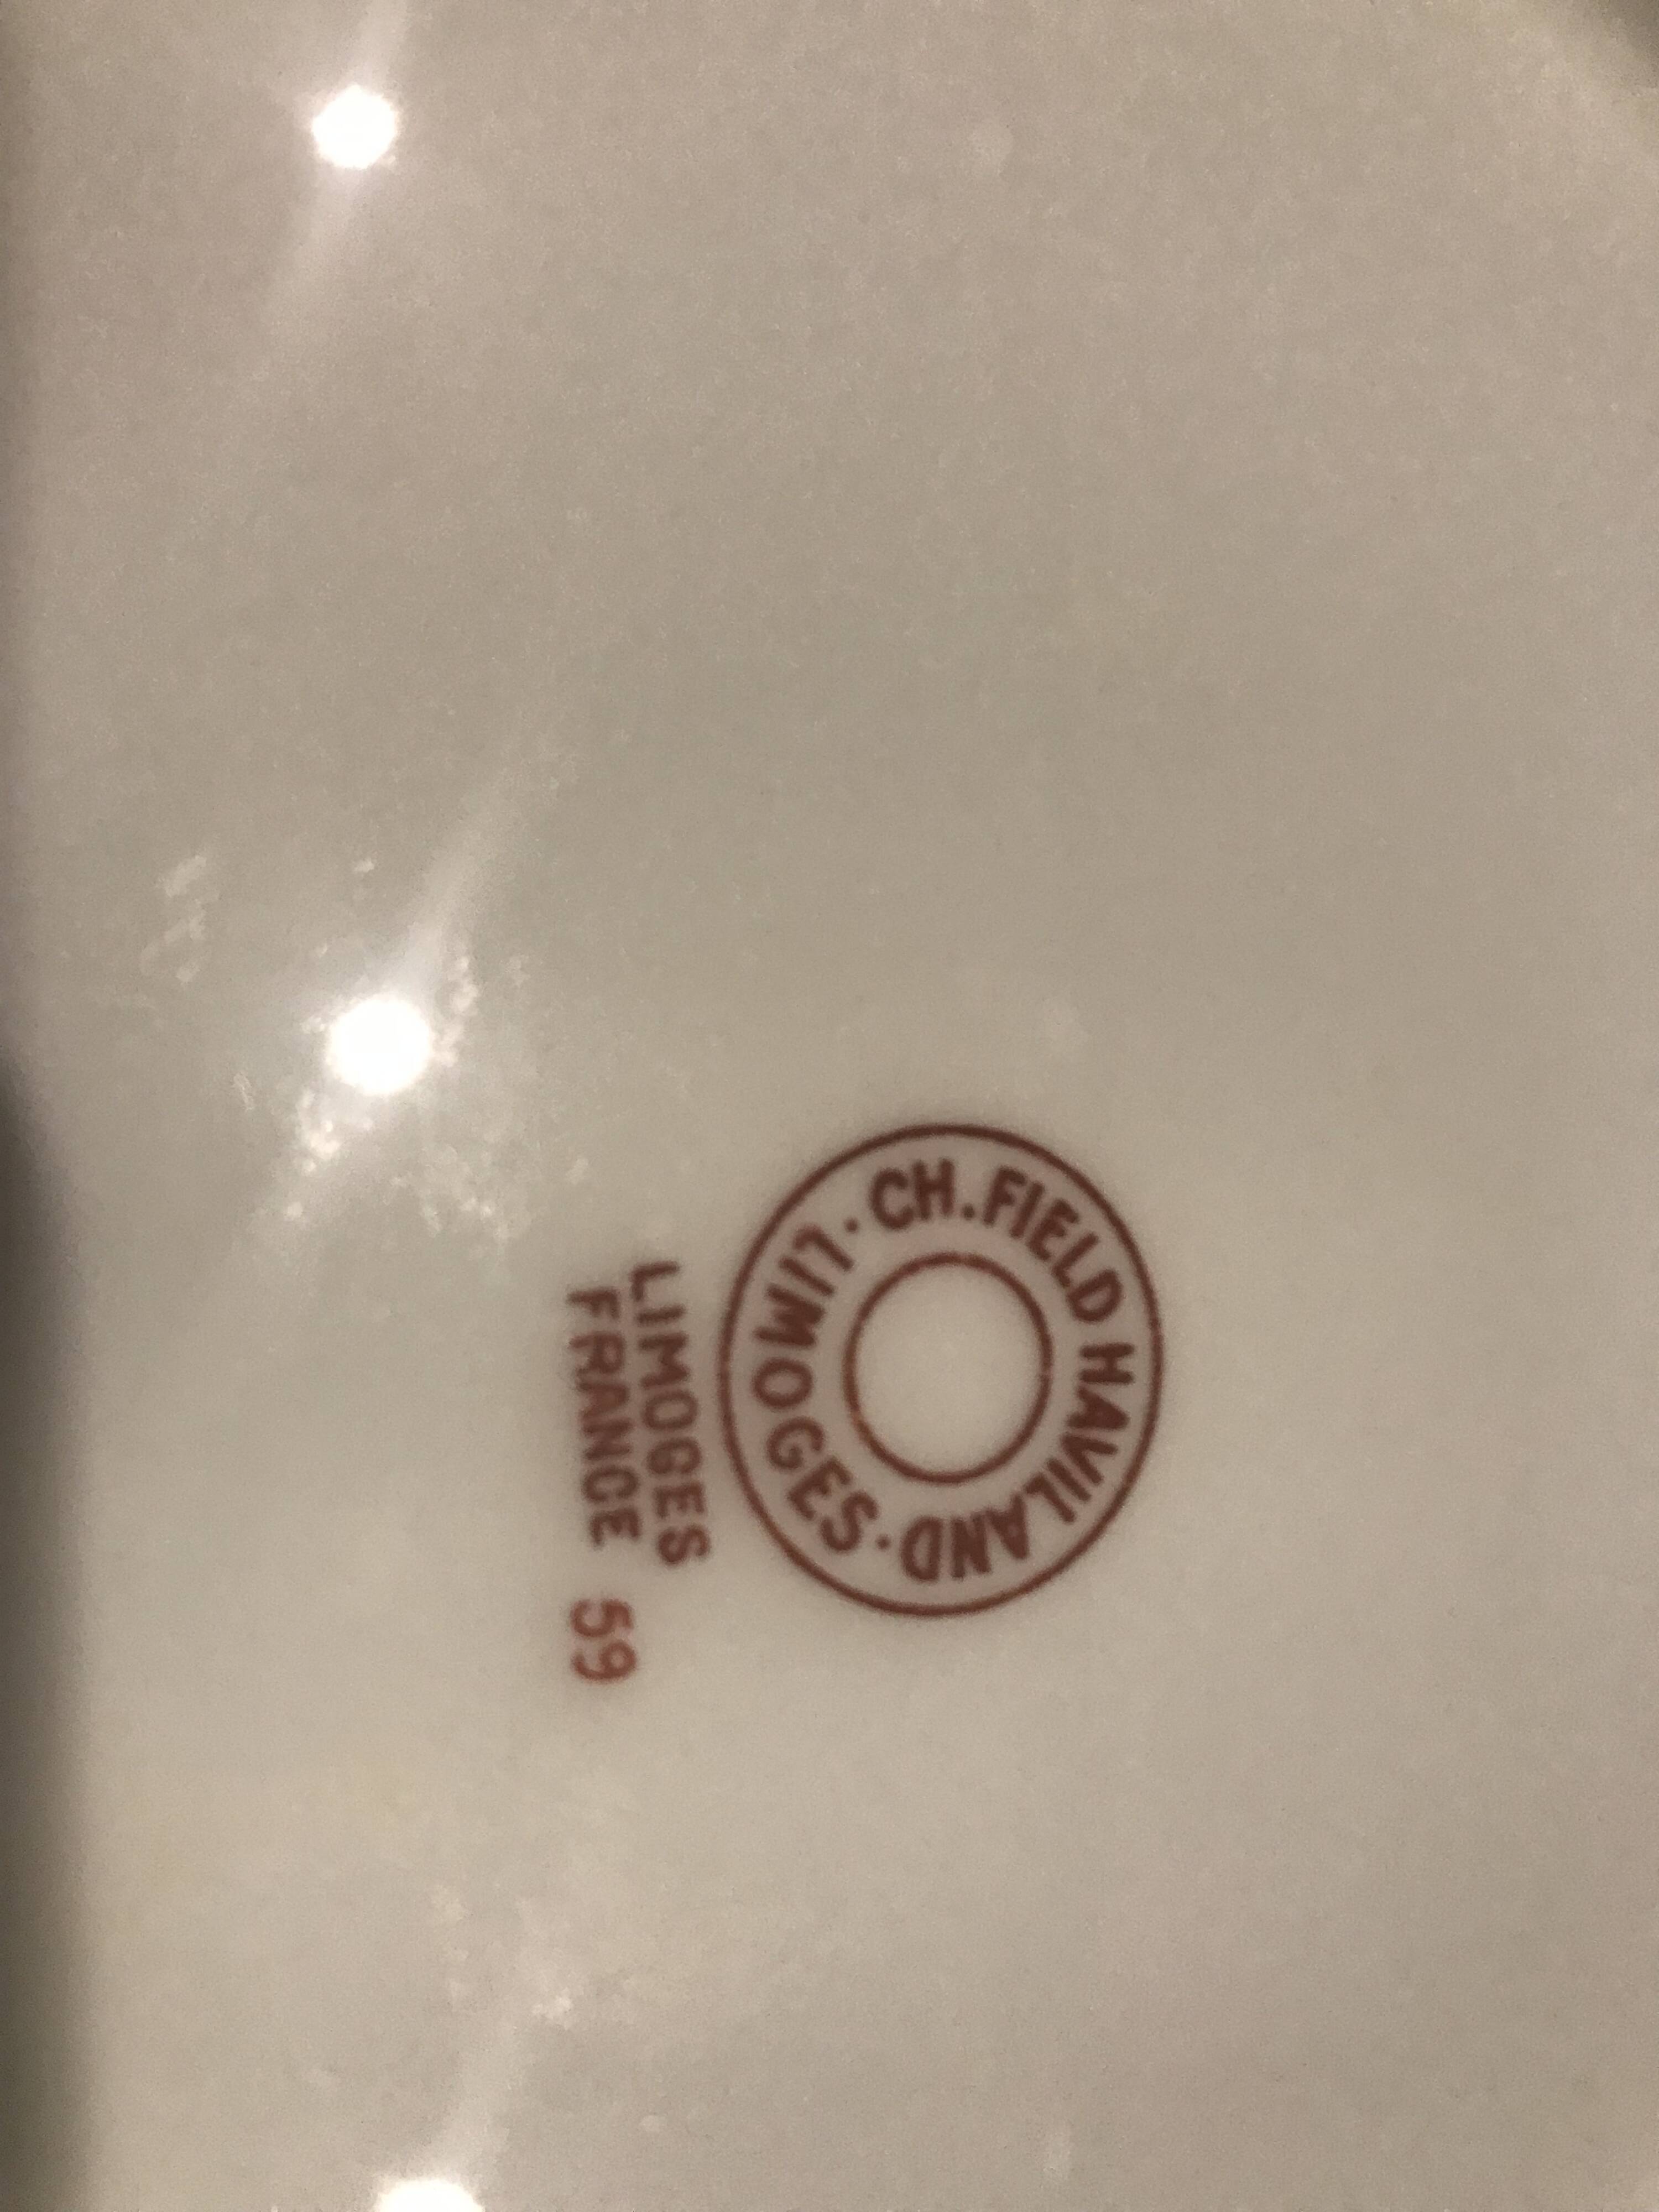 · CH. FIELD HAVILAND · LIMOGES
LIMOGES
FRANCE 59